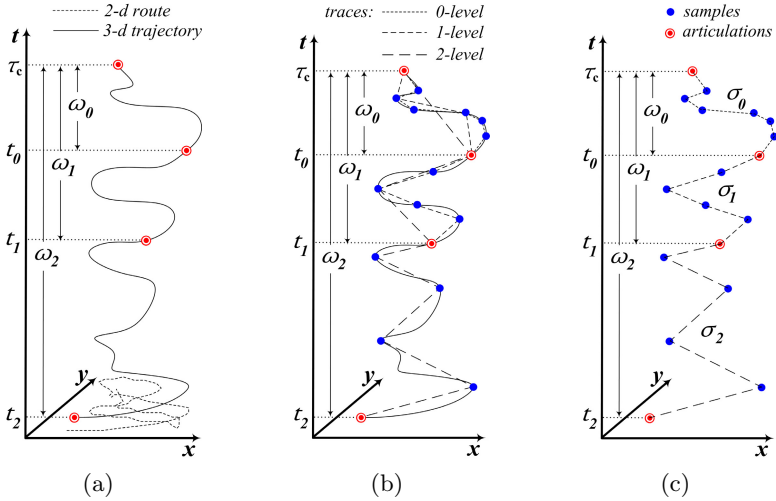 2-d route
3-d trajectory
t
τc
ω0
t0
ω1
t1
ω2
y
t2
x
(a)
traces:
0-level
1-level
2-level
t
τc
ω0
t0
ω1
t1
ω2
y
t2
x
(b)
samples
articulations
t
τc
σ0
ω0
t0
ω1
σ1
t1
ω2
σ2
y
t2
x
(c)